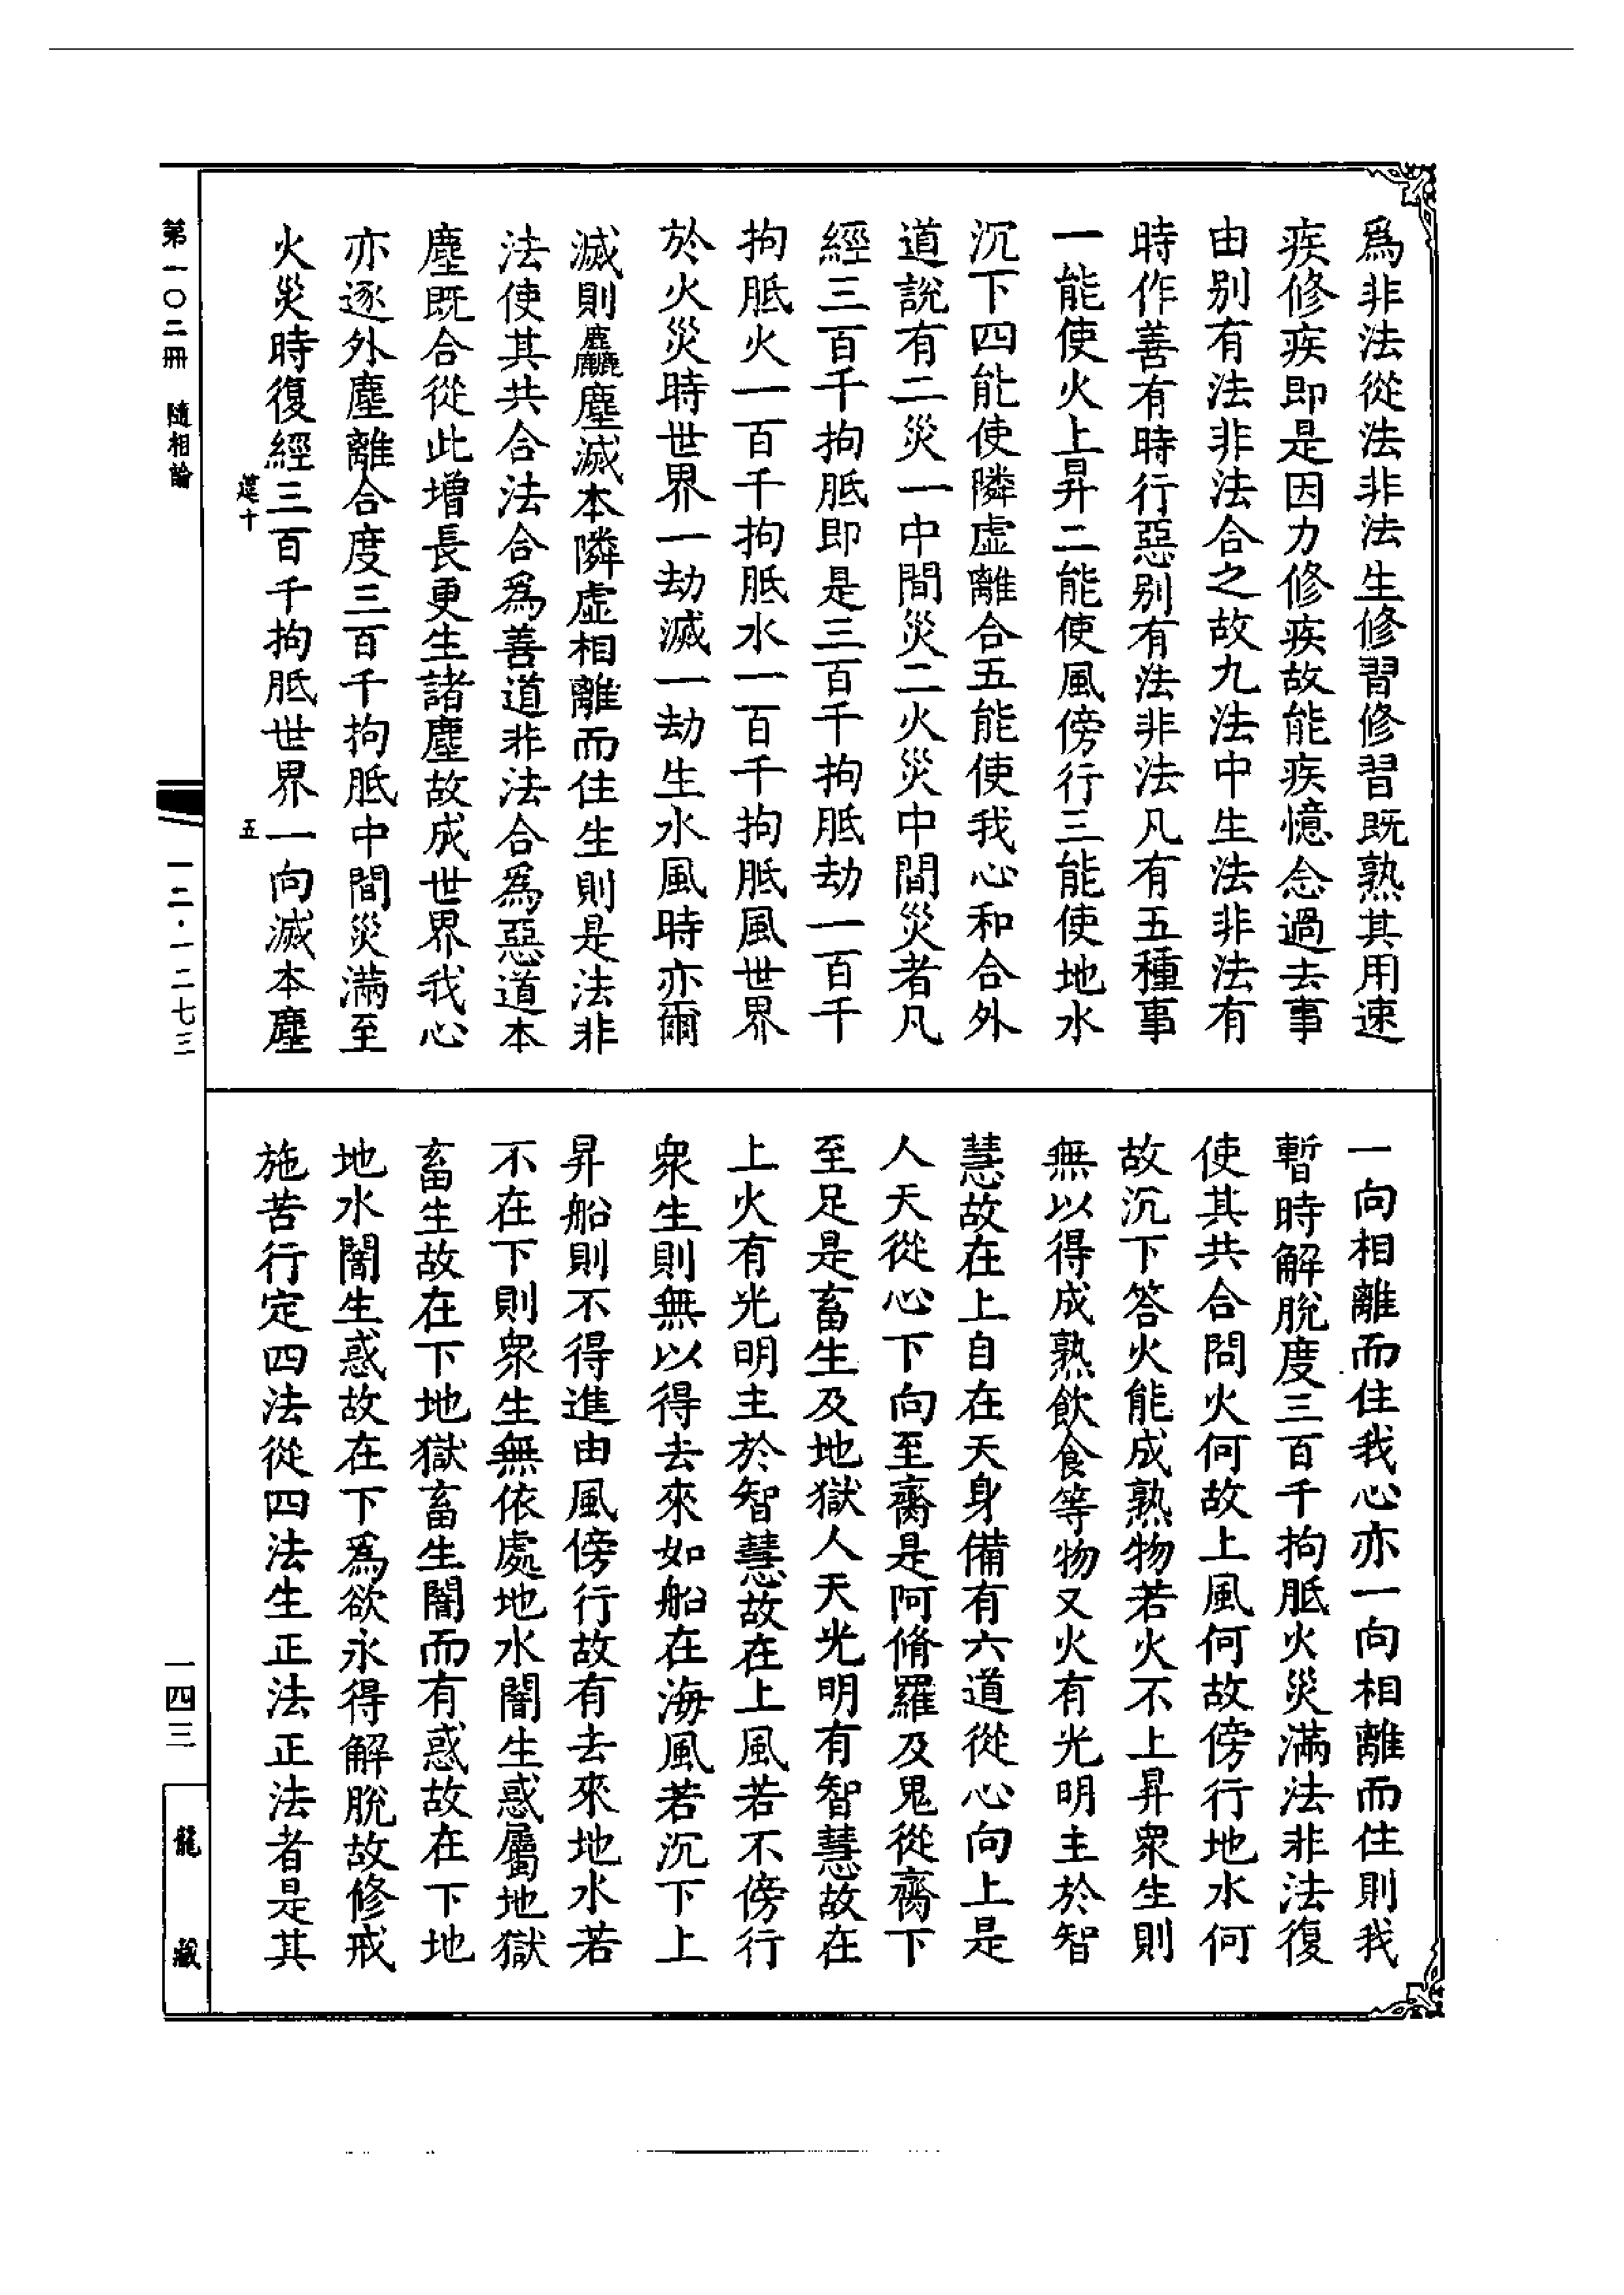 爲非法從法非法生修習修習既熟其用速
疾修疾即是因力修疾故能疾憶念過去事
由别有法非法合之故九法中生法非法有
時作善有時行惡别有法非法凡有五種事
一能使火上昇二能使風傍行三能使地水
沉下四能使隣虛離合五能使我心和合外
道說有二災一中間災二火災中間災者凡
經三百千拘胝即是三百千拘胝劫一百千
拘胝火一百千拘胝水一百千拘胝風世界
於火災時世界一劫滅一劫生水風時亦爾
滅則麤塵滅本隣虛相離而住生則是法非
法使其共合法合爲善道非法合爲惡道本
塵既合從此增長更生諸塵故成世界我心
亦逐外塵離合度三百千拘胝中間災滿至
火災時復經三百千拘胝世界一向滅本塵
一向相離而住我心亦一向相離而住則我
暫時解脫度三百千拘胝火災滿法非法復
使其共合問火何故上風何故傍行地水何
故沉下答火能成熟物若火不上昇衆生則
無以得成熟飲食等物又火有光明主於智
慧故在上自在天身備有六道從心向上是
人天從心下向至齎是阿脩羅及鬼從齎下
至足是畜生及地獄人天光明有智慧故在
上火有光明主於智慧故在上風若不傍行
衆生則無以得去來如船在海風若沉下上
昇船則不得進由風傍行故有去來地水若
不在下則衆生無依處地水闇生惑屬地獄
畜生故在下地獄畜生闇而有惑故在下地
地水闇生惑故在下爲欲永得解脫故修戒
施苦行定四法從四法生正法正法者是其
第一〇二冊 隨相論
十
五
一二·一二七三
一四三
龍藏